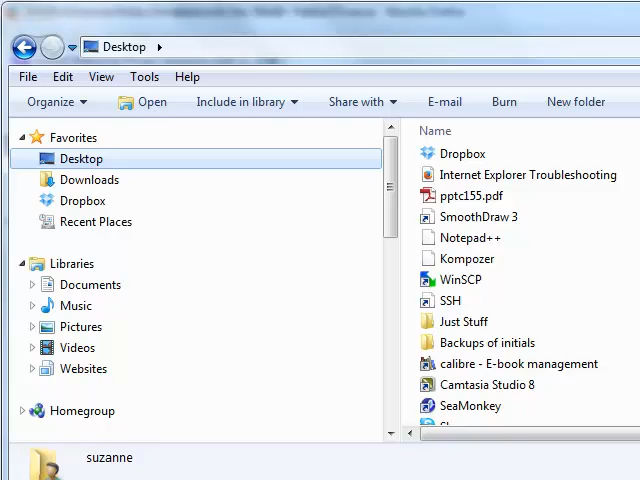 Desktop
File Edit View Tools Help
Organize Open Include in library Share with E-mail Burn New folder
Favorites
Desktop
Downloads
Dropbox
Recent Places
Libraries
Documents
Music
Pictures
Videos
Websites
Homegroup
Name
Dropbox
Internet Explorer Troubleshooting
pptc155.pdf
SmoothDraw 3
Notepad++
Kompozer
WinSCP
SSH
Just Stuff
Backups of initials
calibre - E-book management
Camtasia Studio 8
SeaMonkey
suzanne